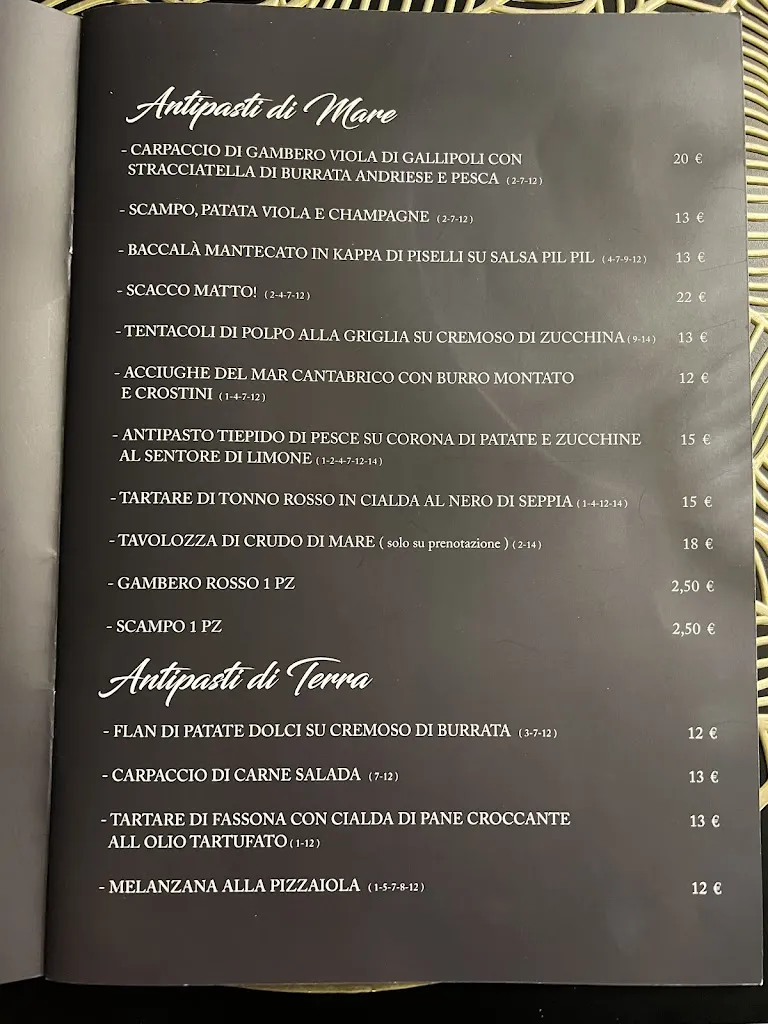 Antipasti di Mare
- CARPACCIO DI GAMBERO VIOLA DI GALLIPOLI CON 20 €
STRACCIATELLA DI BURRATA ANDRIESE E PESCA (2-7-12)
- SCAMPO, PATATA VIOLA E CHAMPAGNE (2-7-12) 13 €
- BACCALÀ MANTECATO IN KAPPA DI PISELLI SU SALSA PIL PIL (4-7-9-12) 13 €
- SCACCO MATTO! (2-4-7-12) 22 €
- TENTACOLI DI POLPO ALLA GRIGLIA SU CREMOSO DI ZUCCHINA (9-14) 13 €
- ACCIUGHE DEL MAR CANTABRICO CON BURRO MONTATO 12 €
E CROSTINI (1-4-7-12)
- ANTIPASTO TIEPIDO DI PESCE SU CORONA DI PATATE E ZUCCHINE 15 €
AL SENTORE DI LIMONE (1-2-4-7-12-14)
- TARTARE DI TONNO ROSSO IN CIALDA AL NERO DI SEPPIA (1-4-12-14) 15 €
- TAVOLOZZA DI CRUDO DI MARE ( solo su prenotazione ) (2-14) 18 €
- GAMBERO ROSSO 1 PZ 2,50 €
- SCAMPO 1 PZ 2,50 €
Antipasti di Terra
- FLAN DI PATATE DOLCI SU CREMOSO DI BURRATA (3-7-12) 12 €
- CARPACCIO DI CARNE SALADA (7-12) 13 €
- TARTARE DI FASSONA CON CIALDA DI PANE CROCCANTE 13 €
ALL OLIO TARTUFATO (1-12)
- MELANZANA ALLA PIZZAIOLA (1-5-7-8-12) 12 €